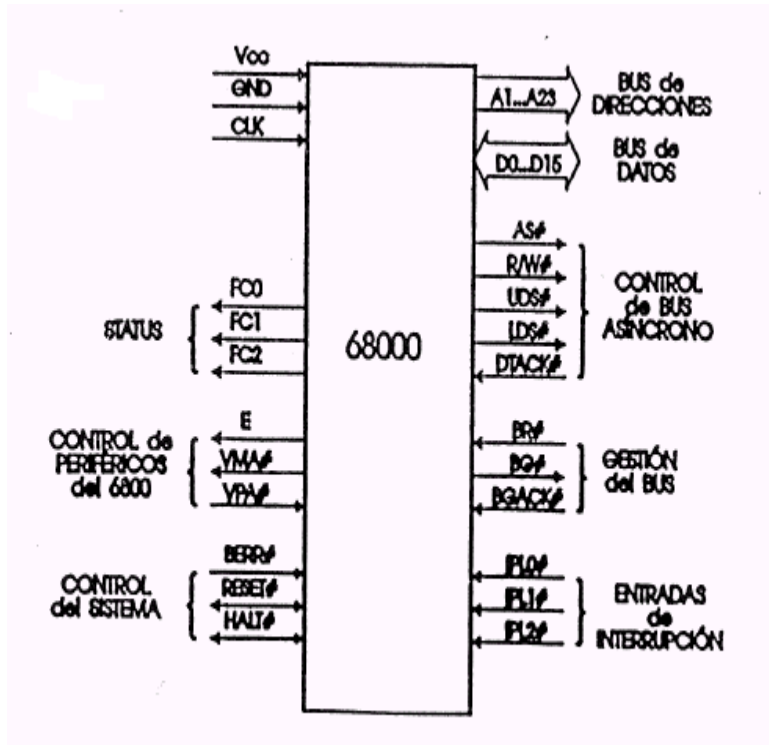 Vcc
GND
CLK
A1...A23
BUS de
DIRECCIONES
D0...D15
BUS de
DATOS
AS#
R/W#
UDS#
LDS#
DTACK#
CONTROL
de BUS
ASÍNCRONO
STATUS
FC0
FC1
FC2
68000
CONTROL de
PERIFÉRICOS
del 6800
E
VMA#
VPA#
BR#
BG#
BGACK#
GESTIÓN
del BUS
CONTROL
del SISTEMA
BERR#
RESET#
HALT#
IPL0#
IPL1#
IPL2#
ENTRADAS
de
INTERRUPCIÓN